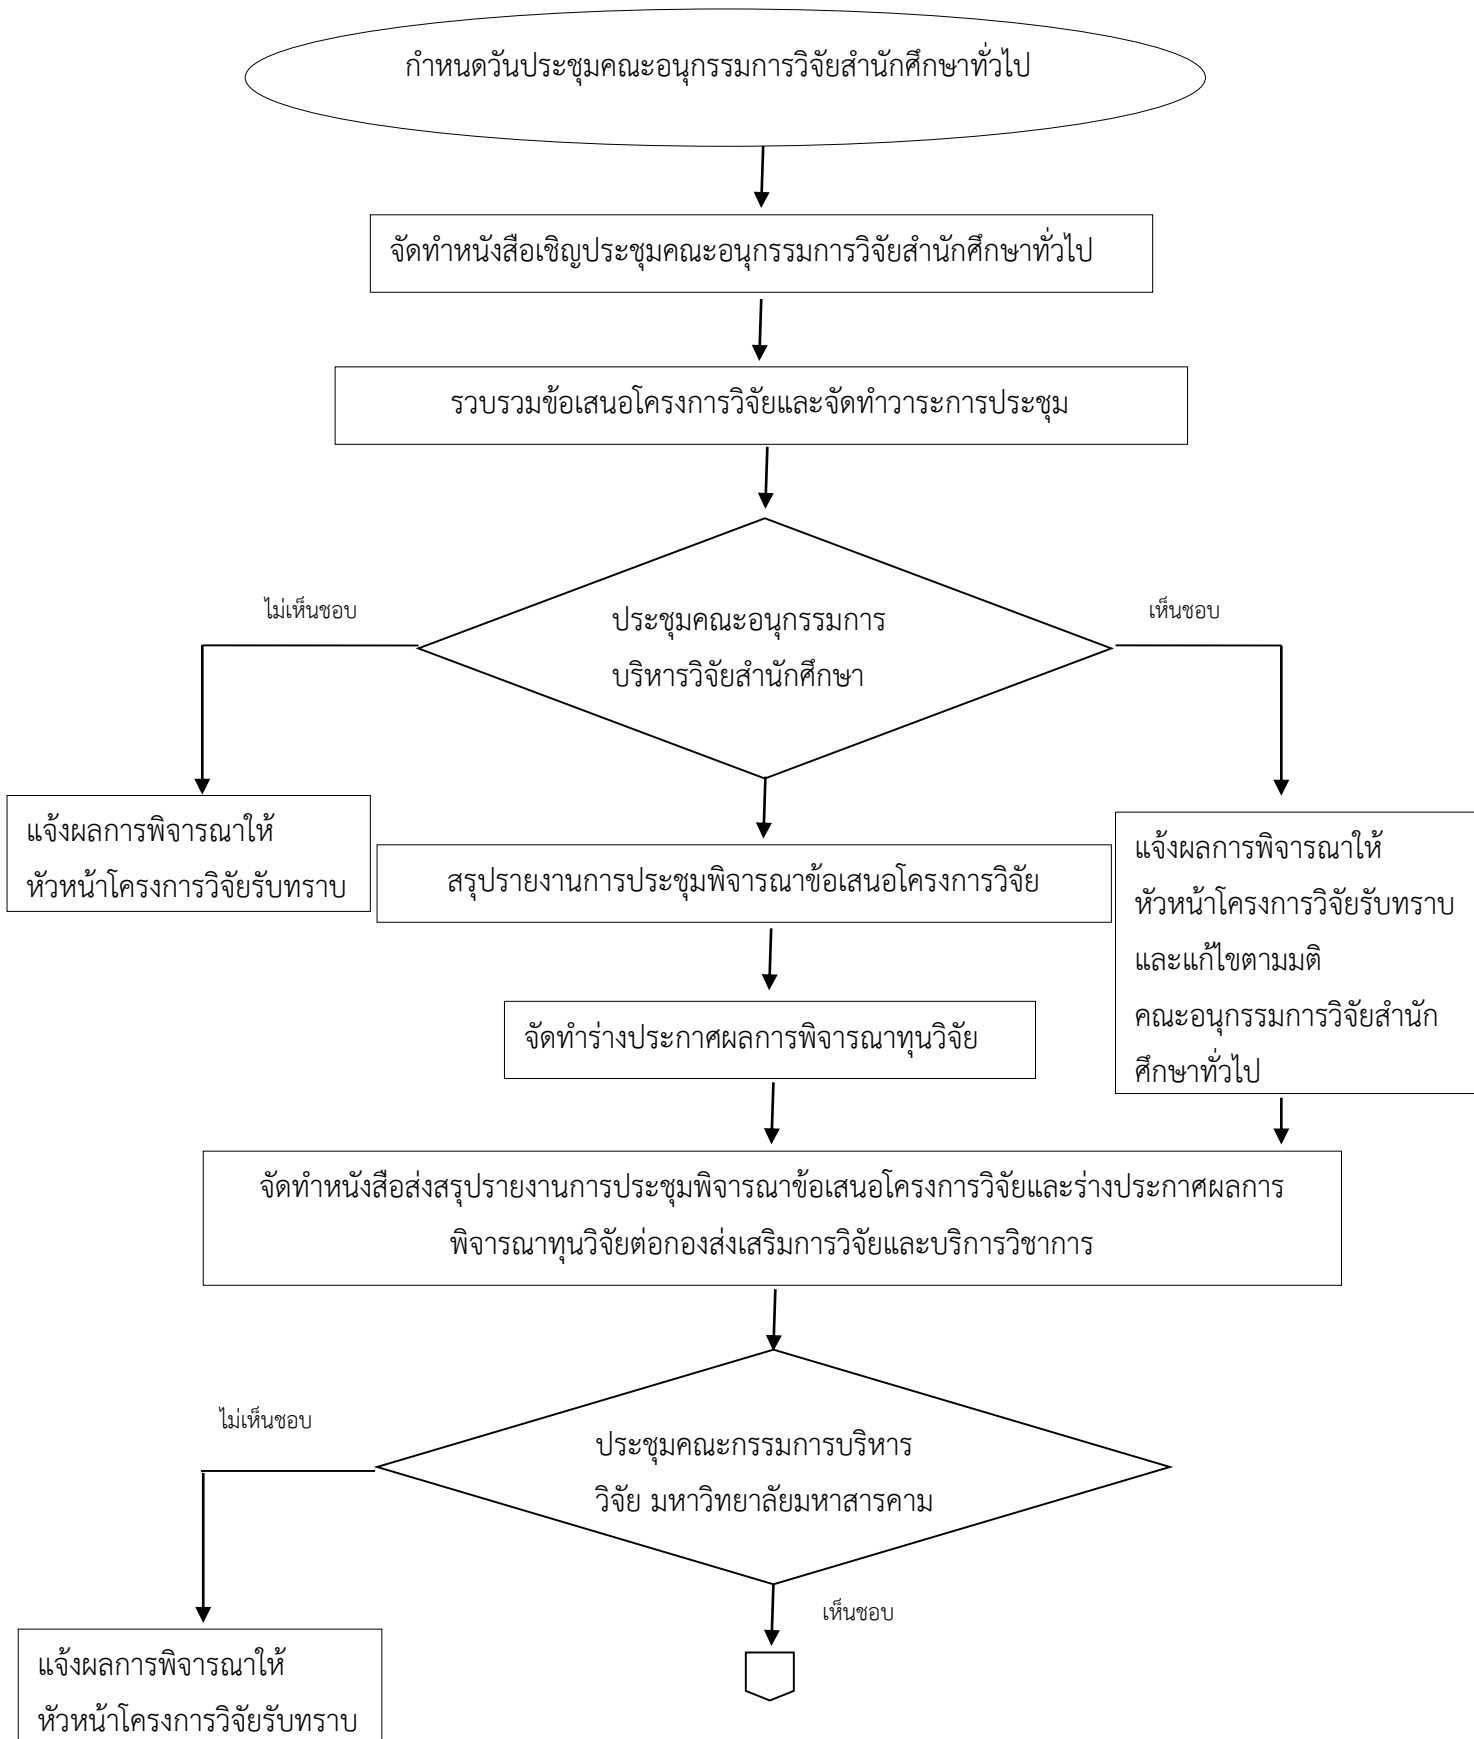 กำหนดวันประชุมคณะอนุกรรมการวิจัยสำนักศึกษาทั่วไป
จัดทำหนังสือเชิญประชุมคณะอนุกรรมการวิจัยสำนักศึกษาทั่วไป
รวบรวมข้อเสนอโครงการวิจัยและจัดทำวาระการประชุม
ไม่เห็นชอบ
เห็นชอบ
ประชุมคณะอนุกรรมการ
บริหารวิจัยสำนักศึกษา
แจ้งผลการพิจารณาให้
หัวหน้าโครงการวิจัยรับทราบ
สรุปรายงานการประชุมพิจารณาข้อเสนอโครงการวิจัย
แจ้งผลการพิจารณาให้
หัวหน้าโครงการวิจัยรับทราบ
และแก้ไขตามมติ
คณะอนุกรรมการวิจัยสำนัก
ศึกษาทั่วไป
จัดทำร่างประกาศผลการพิจารณาทุนวิจัย
จัดทำหนังสือส่งสรุปรายงานการประชุมพิจารณาข้อเสนอโครงการวิจัยและร่างประกาศผลการ
พิจารณาทุนวิจัยต่อกองส่งเสริมการวิจัยและบริการวิชาการ
ไม่เห็นชอบ
ประชุมคณะกรรมการบริหาร
วิจัย มหาวิทยาลัยมหาสารคาม
เห็นชอบ
แจ้งผลการพิจารณาให้
หัวหน้าโครงการวิจัยรับทราบ